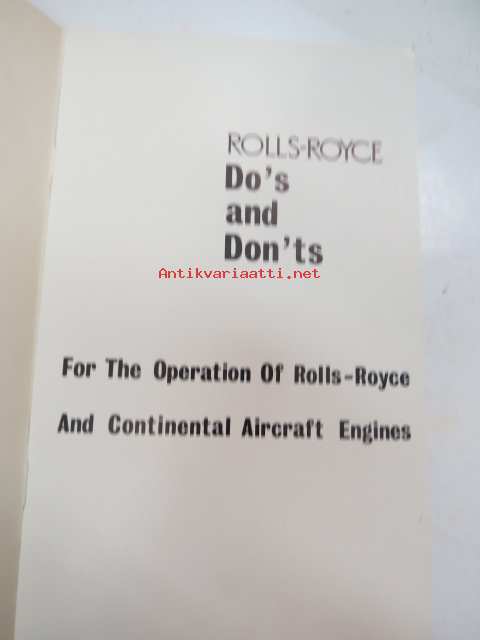 ROLLS-ROYCE
Do's
and
Don'ts
Antikvariaatti.net
For The Operation Of Rolls-Royce
And Continental Aircraft Engines